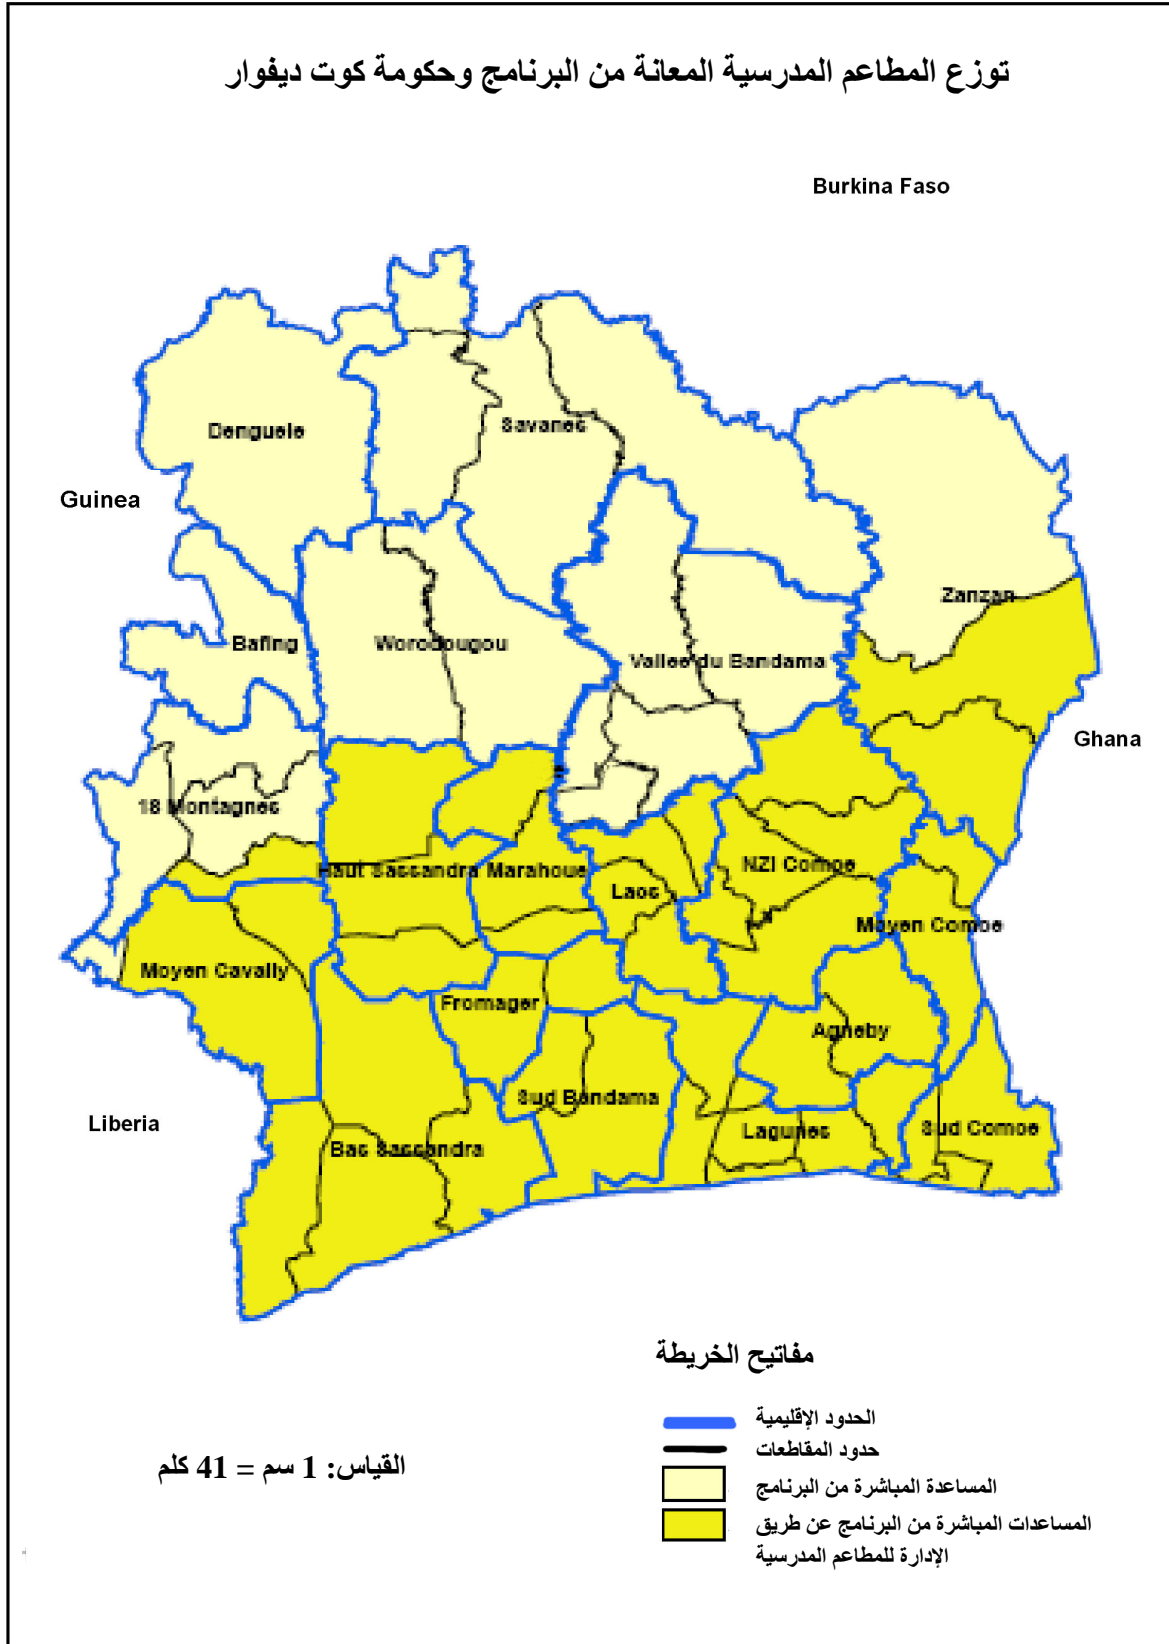 توزع المطاعم المدرسية المعانة من البرنامج وحكومة كوت ديفوار
Burkina Faso
Denguele
Savanes
Guinea
Zanzan
Bafing
Worodougou
Vallee du Bandama
Ghana
18 Montagnes
Haut Sassandra
Marahoue
Laos
NZI Comoe
Moyen Comoe
Moyen Cavally
Fromager
Agneby
Sud Bandama
Liberia
Lagunes
Sud Comoe
Bas Sassandra
مفاتيح الخريطة
الحدود الإقليمية
حدود المقاطعات
القياس: 1 سم = 41 كلم
المساعدة المباشرة من البرنامج
المساعدات المباشرة من البرنامج عن طريق
الإدارة للمطاعم المدرسية